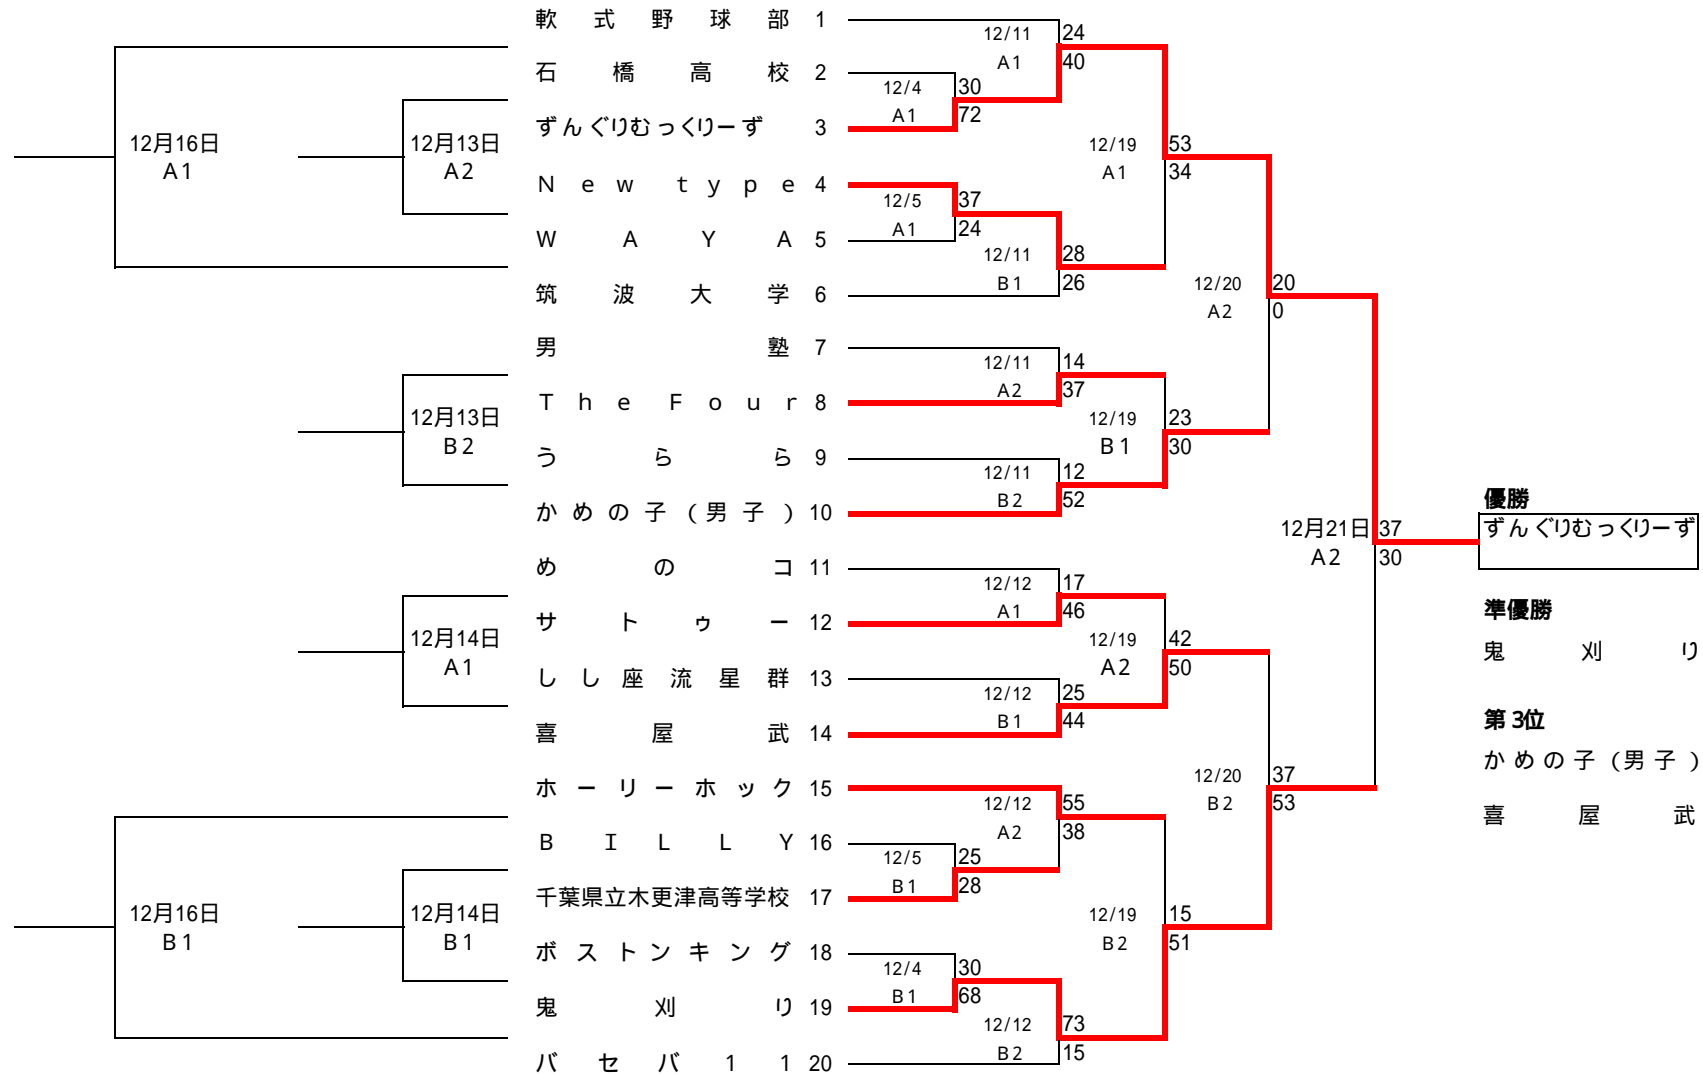 軟式野球部 1
石橋高校 2
ずんぐりむっくりーず 3
New type 4
WAYA 5
筑波大学 6
男塾 7
The Four 8
うらら 9
かめの子(男子) 10
めのコ 11
サトゥー 12
しし座流星群 13
喜屋武 14
ホーリーホック 15
BILLY 16
千葉県立木更津高等学校 17
ボストンキング 18
鬼刈り 19
バセバ11 20
12月16日
A1
12月13日
A2
12月13日
B2
12月14日
A1
12月16日
B1
12月14日
B1
12/4
A1
30
72
12/5
A1
37
24
12/5
B1
25
28
12/4
B1
30
68
12/11
A1
24
40
12/11
B1
28
26
12/11
A2
14
37
12/11
B2
12
52
12/12
A1
17
46
12/12
B1
25
44
12/12
A2
55
38
12/12
B2
73
15
12/19
A1
53
34
12/19
B1
23
30
12/19
A2
42
50
12/19
B2
15
51
12/20
A2
20
0
12/20
B2
37
53
12月21日
A2
37
30
優勝
ずんぐりむっくりーず
準優勝
鬼刈り
第3位
かめの子(男子)
喜屋武